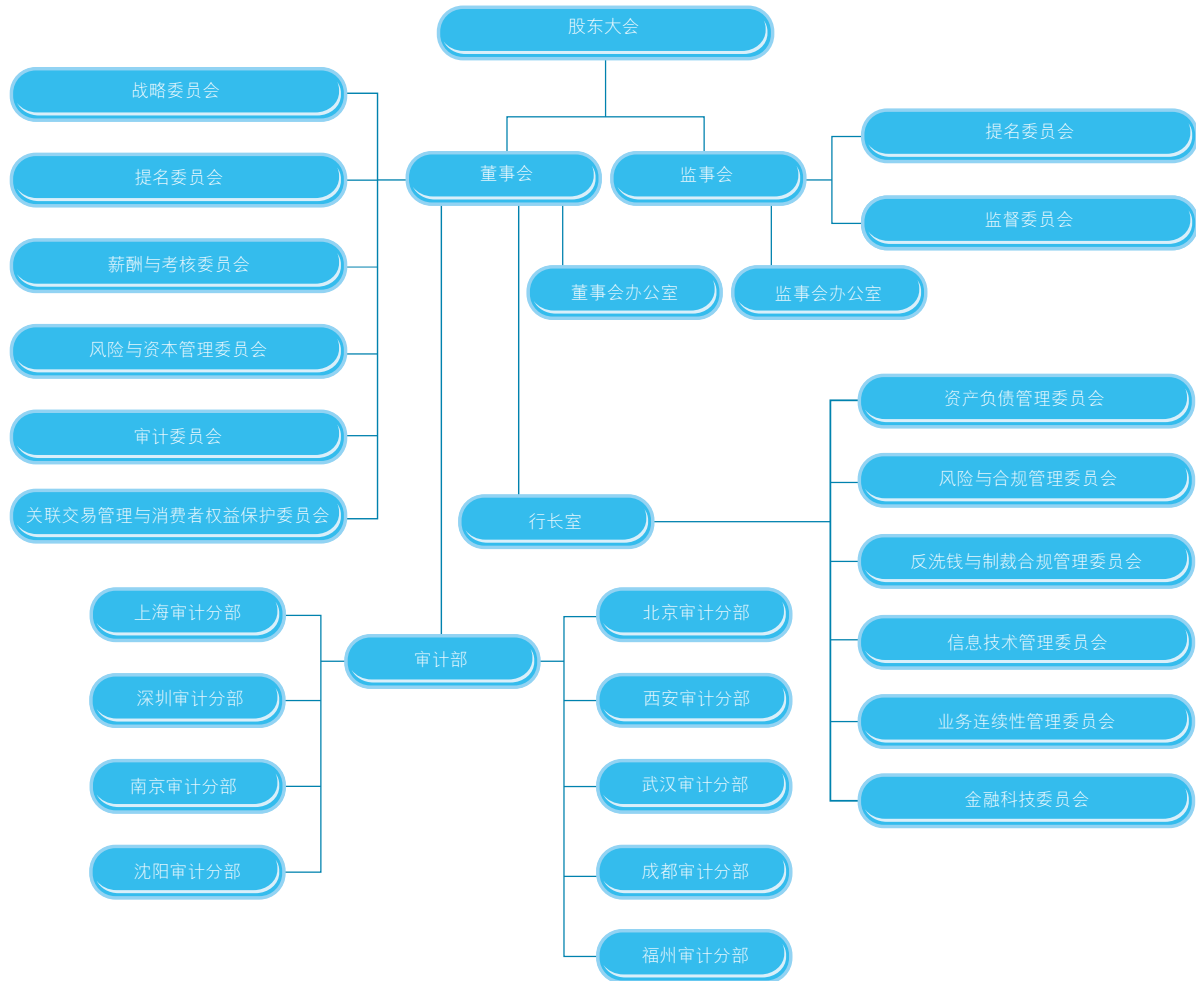 股东大会
战略委员会
提名委员会
薪酬与考核委员会
风险与资本管理委员会
审计委员会
关联交易管理与消费者权益保护委员会
董事会
监事会
提名委员会
监督委员会
董事会办公室
监事会办公室
行长室
资产负债管理委员会
风险与合规管理委员会
反洗钱与制裁合规管理委员会
信息技术管理委员会
业务连续性管理委员会
金融科技委员会
审计部
上海审计分部
深圳审计分部
南京审计分部
沈阳审计分部
北京审计分部
西安审计分部
武汉审计分部
成都审计分部
福州审计分部